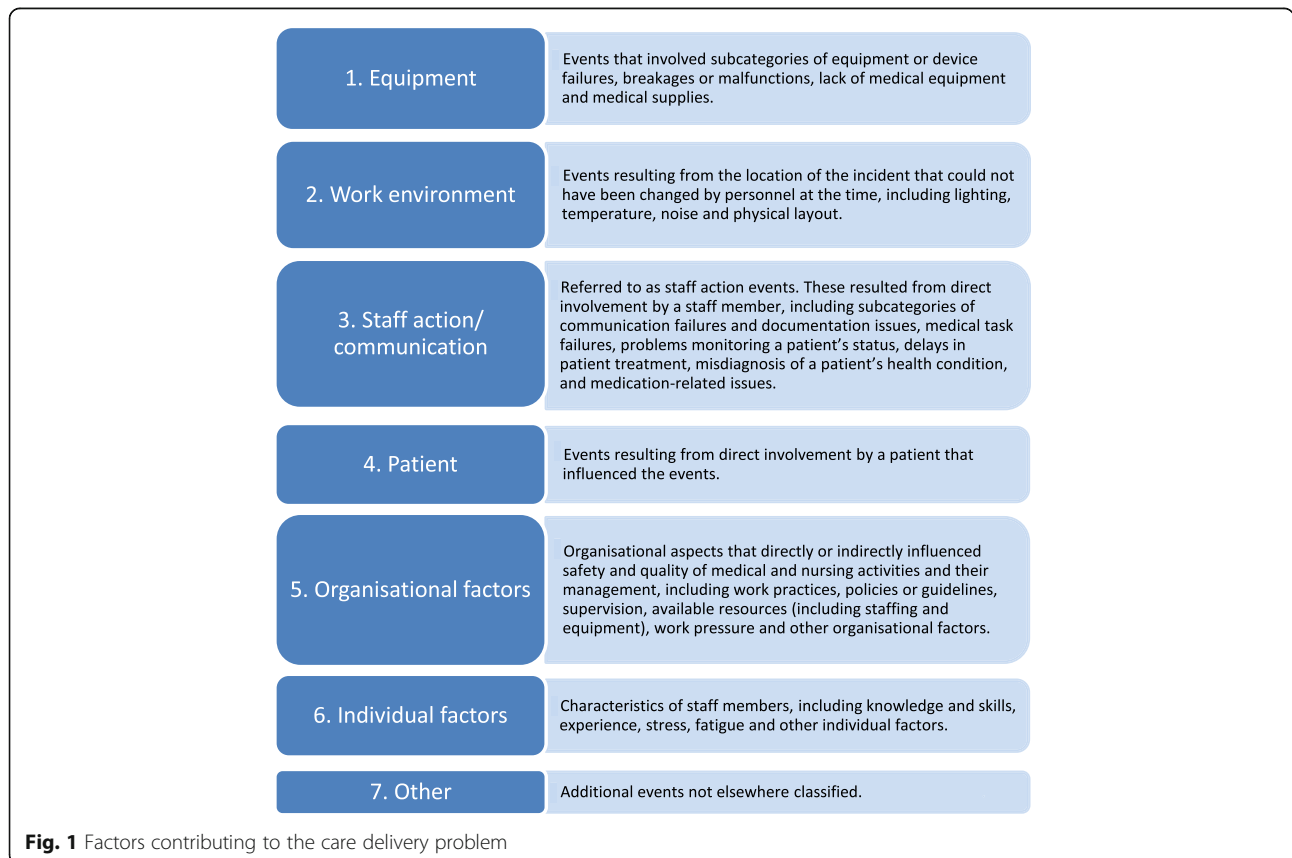 1. Equipment
Events that involved subcategories of equipment or device
failures, breakages or malfunctions, lack of medical equipment
and medical supplies.
2. Work environment
Events resulting from the location of the incident that could not
have been changed by personnel at the time, including lighting,
temperature, noise and physical layout.
3. Staff action/
communication
Referred to as staff action events. These resulted from direct
involvement by a staff member, including subcategories of
communication failures and documentation issues, medical task
failures, problems monitoring a patient’s status, delays in
patient treatment, misdiagnosis of a patient’s health condition,
and medication-related issues.
4. Patient
Events resulting from direct involvement by a patient that
influenced the events.
5. Organisational factors
Organisational aspects that directly or indirectly influenced
safety and quality of medical and nursing activities and their
management, including work practices, policies or guidelines,
supervision, available resources (including staffing and
equipment), work pressure and other organisational factors.
6. Individual factors
Characteristics of staff members, including knowledge and skills,
experience, stress, fatigue and other individual factors.
7. Other
Additional events not elsewhere classified.
Fig. 1 Factors contributing to the care delivery problem